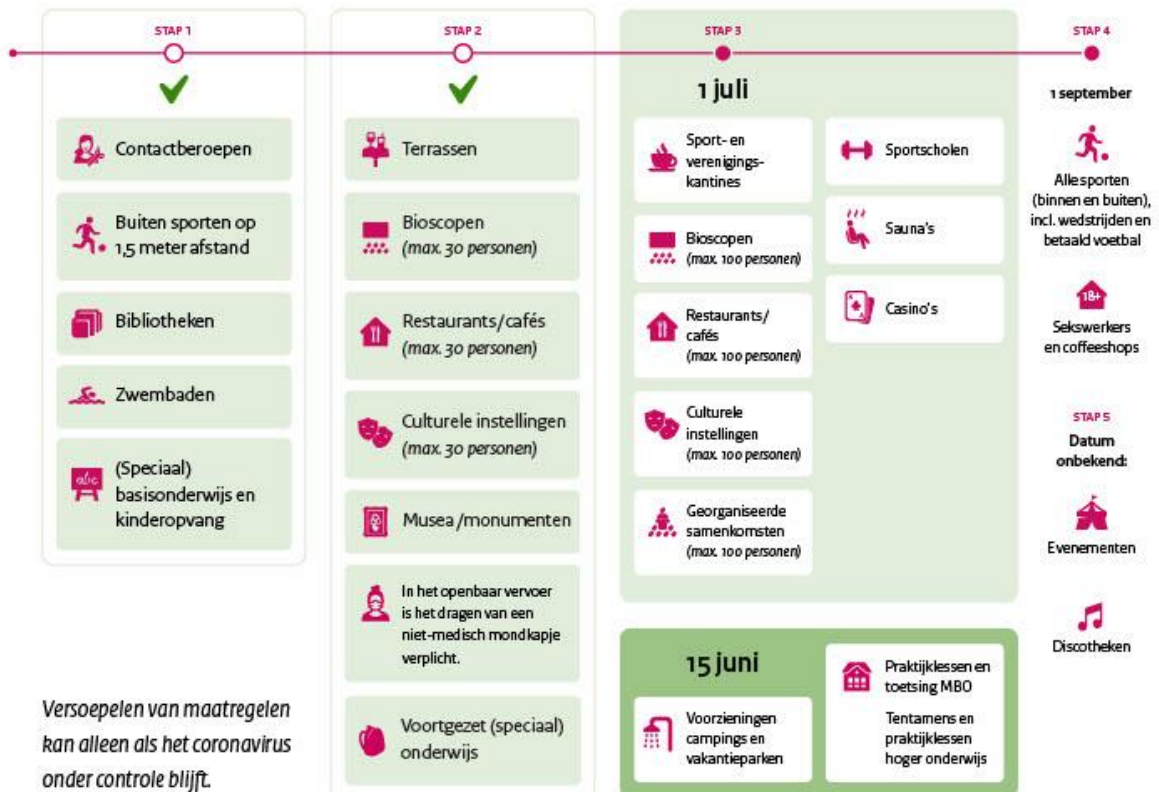 STAP 1
Contactberoepen
Buiten sporten op
1,5 meter afstand
Bibliotheken
Zwembaden
abc
(Speciaal)
basisonderwijs en
kinderopvang
Versoepelen van maatregelen
kan alleen als het coronavirus
onder controle blijft.
STAP 2
Terrassen
Bioscopen
(max. 30 personen)
Restaurants/cafés
(max. 30 personen)
Culturele instellingen
(max. 30 personen)
Musea/monumenten
In het openbaar vervoer
is het dragen van een
niet-medisch mondkapje
verplicht.
Voortgezet (speciaal)
onderwijs
STAP 3
1 juli
Sport- en
verenigings-
kantines
Bioscopen
(max. 100 personen)
Restaurants/
cafés
(max. 100 personen)
Culturele
instellingen
(max. 100 personen)
Georganiseerde
samenkomsten
(max. 100 personen)
Sportscholen
Sauna's
Casino's
15 juni
Voorzieningen
campings en
vakantieparken
Praktijklessen en
toetsing MBO
Tentamens en
praktijklessen
hoger onderwijs
STAP 4
1 september
Alle sporten
(binnen en buiten),
incl. wedstrijden en
betaald voetbal
18+
Sekswerkers
en coffeeshops
STAP 5
Datum
onbekend:
Evenementen
Discotheken